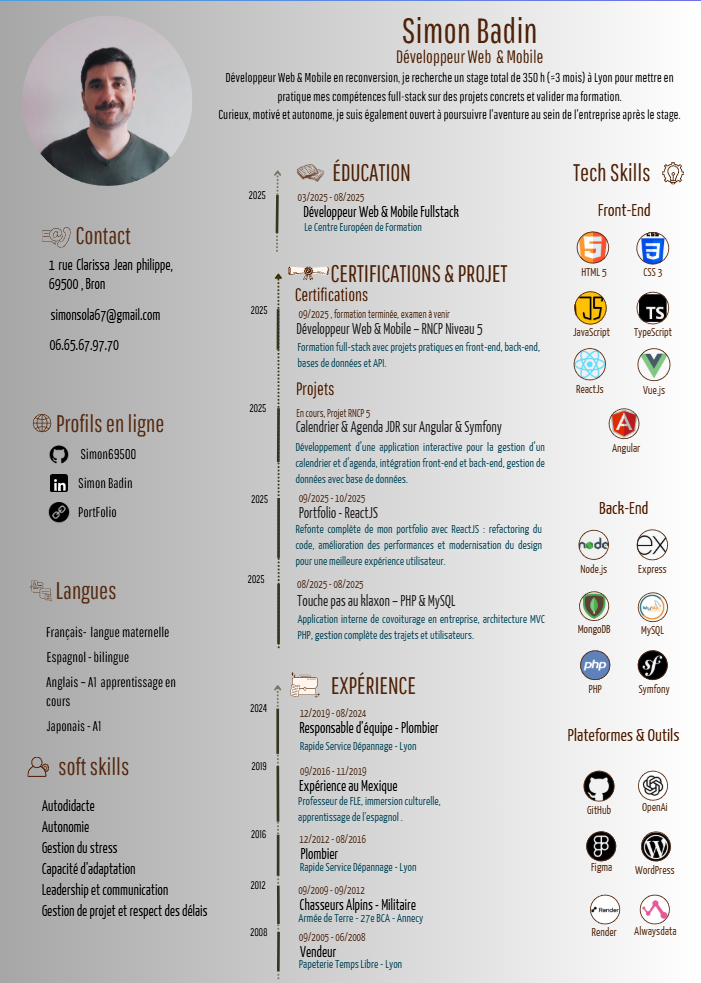 Simon Badin
Développeur Web & Mobile
Développeur Web & Mobile en reconversion, je recherche un stage total de 350 h (≈3 mois) à Lyon pour mettre en
pratique mes compétences full-stack sur des projets concrets et valider ma formation.
Curieux, motivé et autonome, je suis également ouvert à poursuivre l'aventure au sein de l'entreprise après le stage.
Contact
1 rue Clarissa Jean philippe,
69500 , Bron
simonsola67@gmail.com
06.65.67.97.70
Profils en ligne
Simon69500
in
Simon Badin
PortFolio
Langues
Français- langue maternelle
Espagnol - bilingue
Anglais – A1 apprentissage en
cours
Japonais - A1
soft skills
Autodidacte
Autonomie
Gestion du stress
Capacité d'adaptation
Leadership et communication
Gestion de projet et respect des délais
ÉDUCATION
2025
03/2025 - 08/2025
Développeur Web & Mobile Fullstack
Le Centre Européen de Formation
CERTIFICATIONS & PROJET
Certifications
2025
09/2025 , formation terminée, examen à venir
Développeur Web & Mobile – RNCP Niveau 5
Formation full-stack avec projets pratiques en front-end, back-end,
bases de données et API.
Projets
2025
En cours, Projet RNCP 5
Calendrier & Agenda JDR sur Angular & Symfony
Développement d'une application interactive pour la gestion d'un
calendrier et d'agenda, intégration front-end et back-end, gestion de
données avec base de données.
2025
09/2025 - 10/2025
Portfolio - ReactJS
Refonte complète de mon portfolio avec ReactJS : refactoring du
code, amélioration des performances et modernisation du design
pour une meilleure expérience utilisateur.
2025
08/2025 - 08/2025
Touche pas au klaxon – PHP & MySQL
Application interne de covoiturage en entreprise, architecture MVC
PHP, gestion complète des trajets et utilisateurs.
EXPÉRIENCE
2024
12/2019 - 08/2024
Responsable d'équipe - Plombier
Rapide Service Dépannage - Lyon
2019
09/2016 - 11/2019
Expérience au Mexique
Professeur de FLE, immersion culturelle,
apprentissage de l'espagnol .
2016
12/2012 - 08/2016
Plombier
Rapide Service Dépannage - Lyon
2012
09/2009 - 09/2012
Chasseurs Alpins - Militaire
Armée de Terre - 27e BCA - Annecy
2008
09/2005 - 06/2008
Vendeur
Papeterie Temps Libre - Lyon
Tech Skills
Front-End
5 CSS 3
HTML 5 CSS 3
JS TS
JavaScript TypeScript
ReactJs Vue.js
A
Angular
Back-End
node ex
Node.js Express
MySQL
MongoDB MySQL
php sf
PHP Symfony
Plateformes & Outils
GitHub OpenAi
W
Figma WordPress
Render
Render Alwaysdata